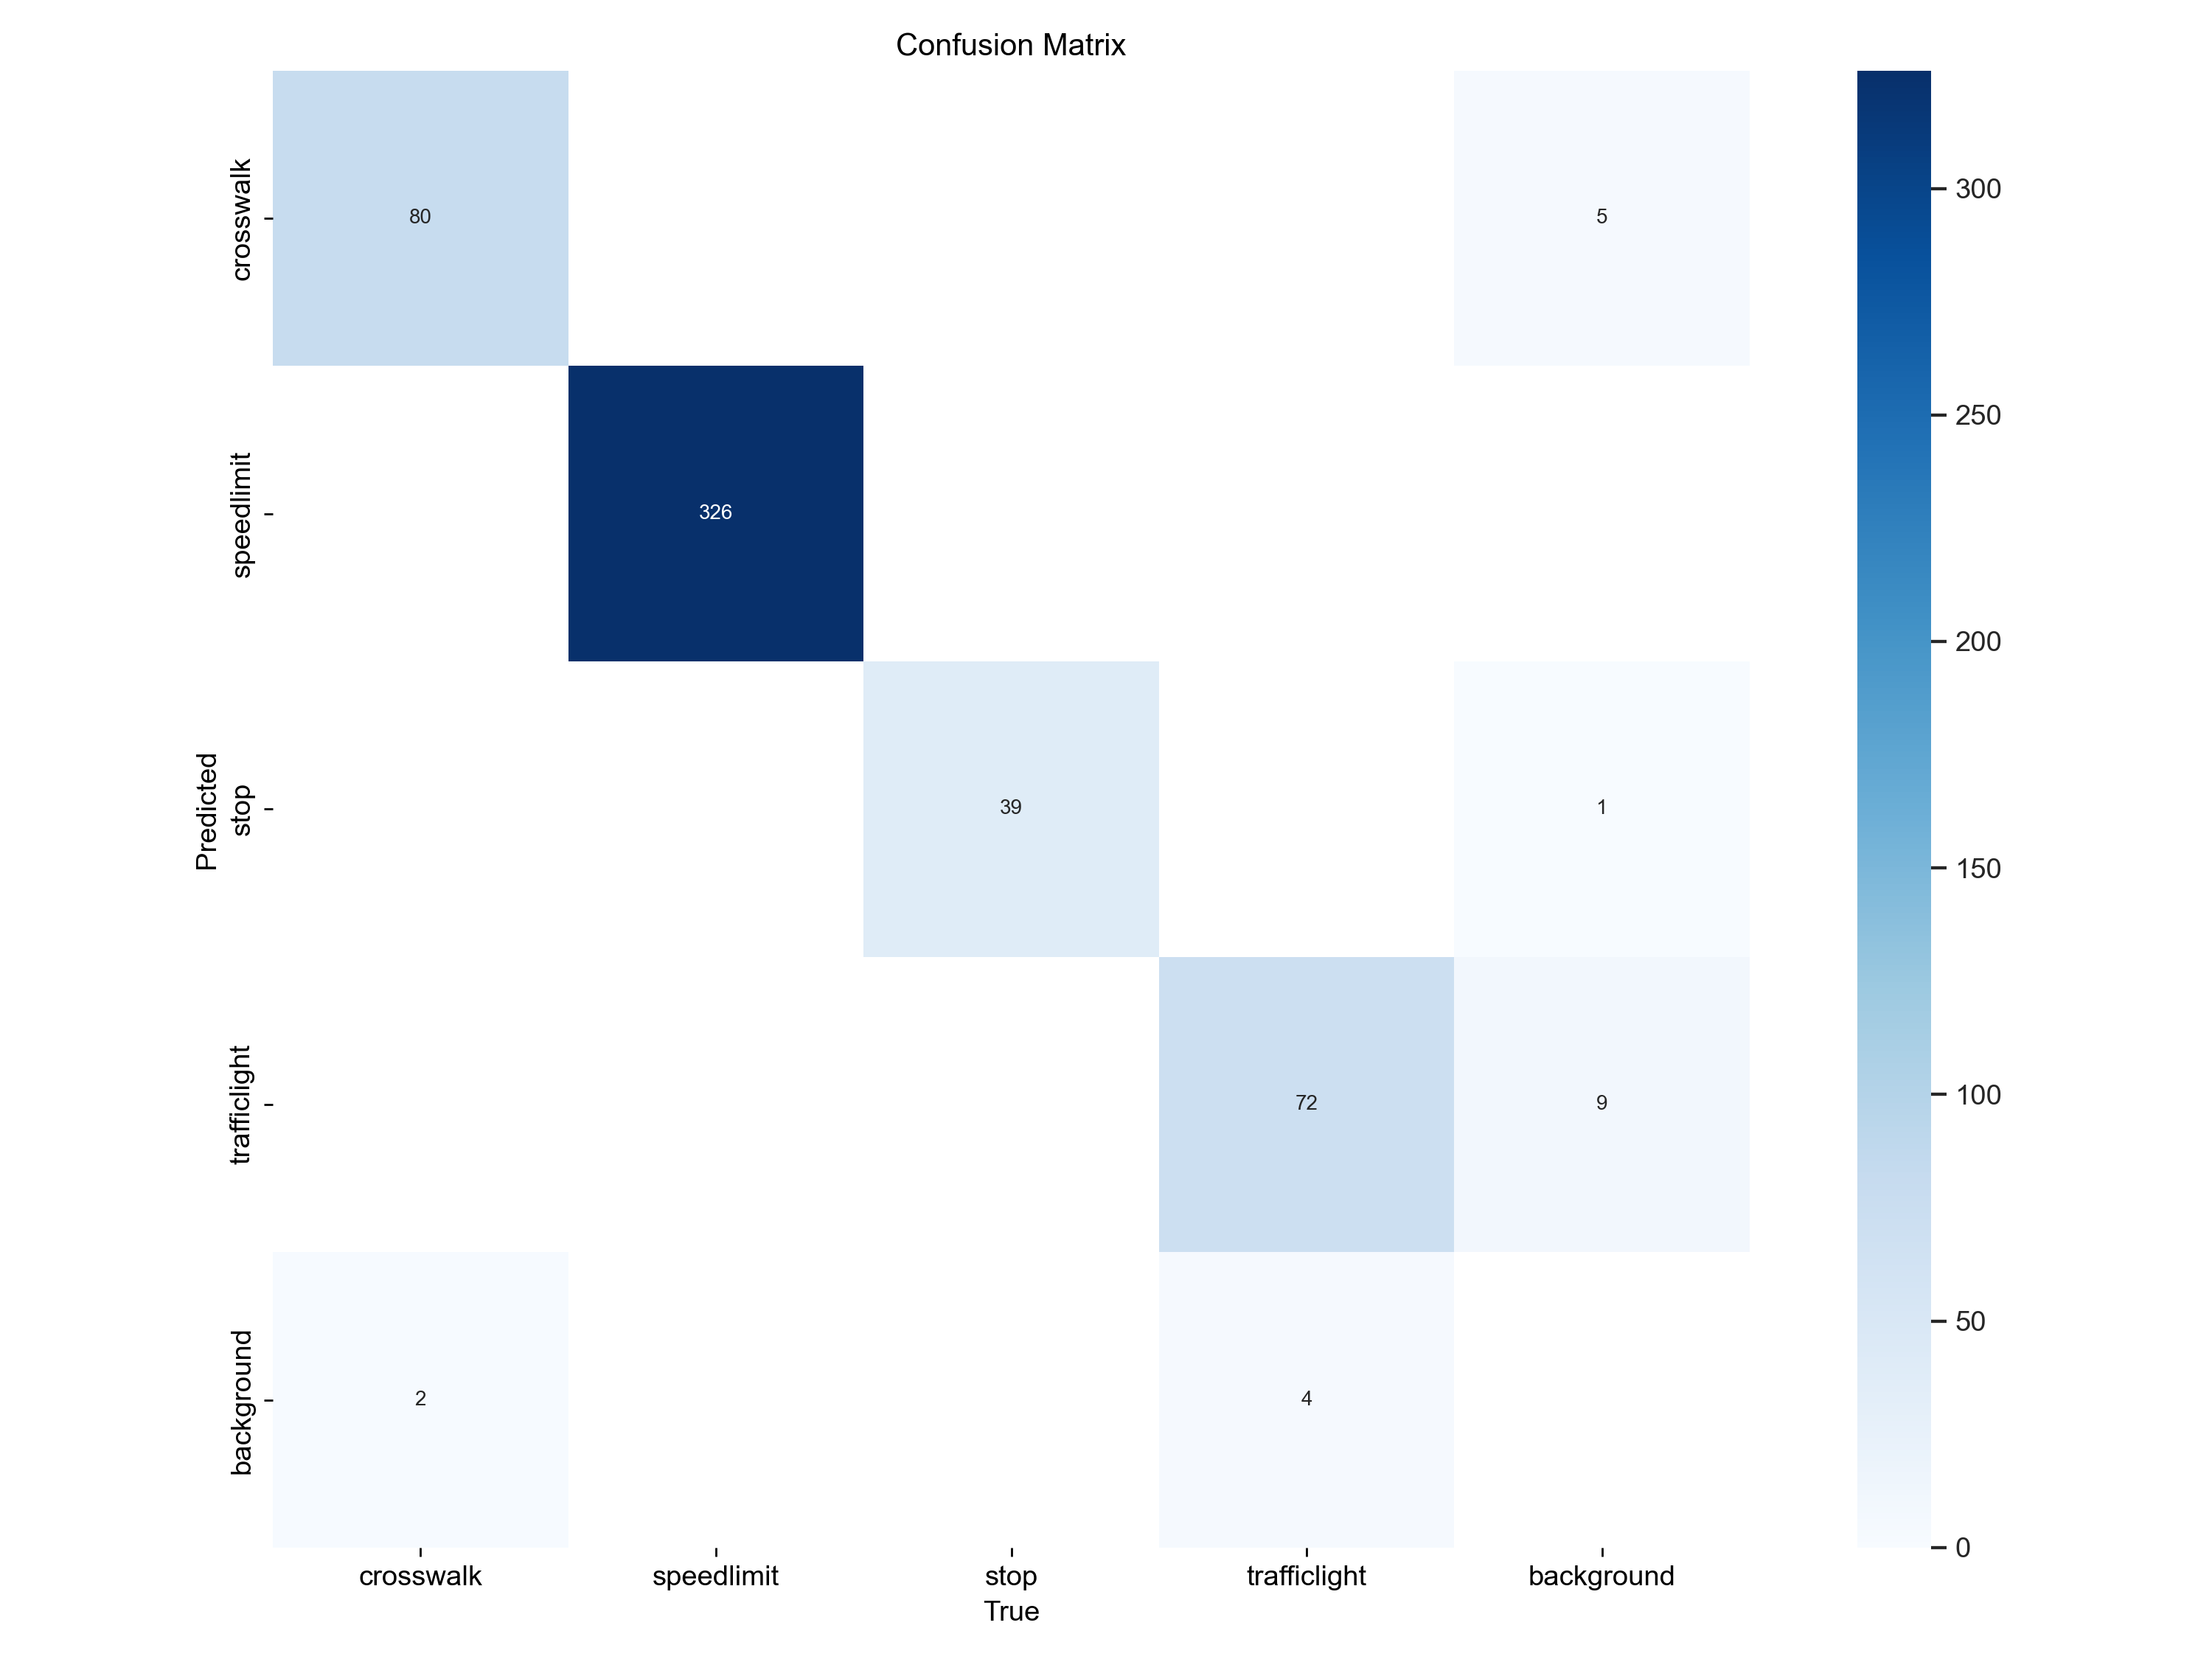 Confusion Matrix
crosswalk
80
5
300
speedlimit
326
250
200
Predicted
stop
39
1
150
trafficlight
72
9
100
background
2
4
50
0
crosswalk
speedlimit
stop
trafficlight
background
True